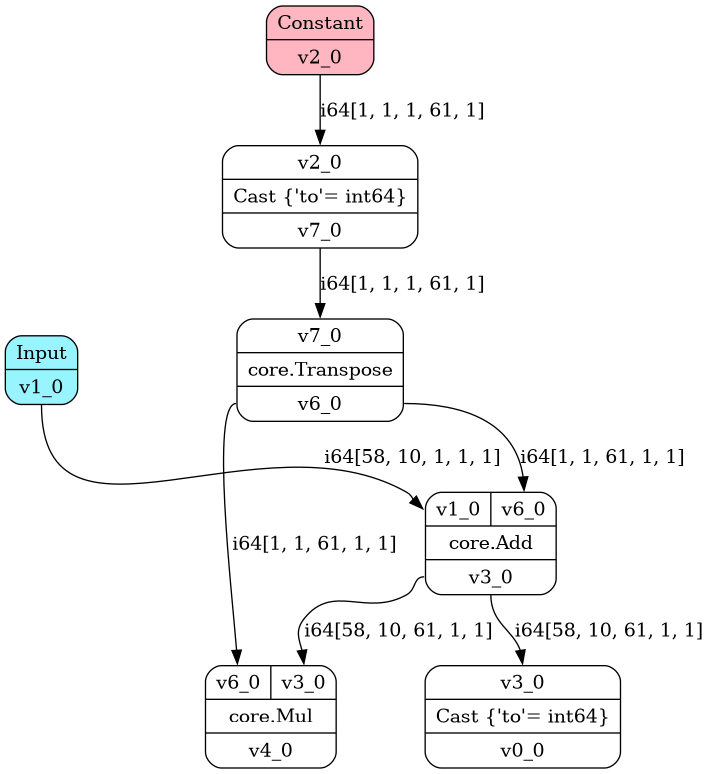 Constant
v2_0
i64[1, 1, 1, 61, 1]
v2_0
Cast {'to'= int64}
v7_0
i64[1, 1, 1, 61, 1]
v7_0
core.Transpose
v6_0
Input
v1_0
i64[58, 10, 1, 1, 1]
i64[1, 1, 61, 1, 1]
v1_0 v6_0
core.Add
v3_0
i64[1, 1, 61, 1, 1]
i64[58, 10, 61, 1, 1]
i64[58, 10, 61, 1, 1]
v6_0 v3_0
core.Mul
v4_0
v3_0
Cast {'to'= int64}
v0_0